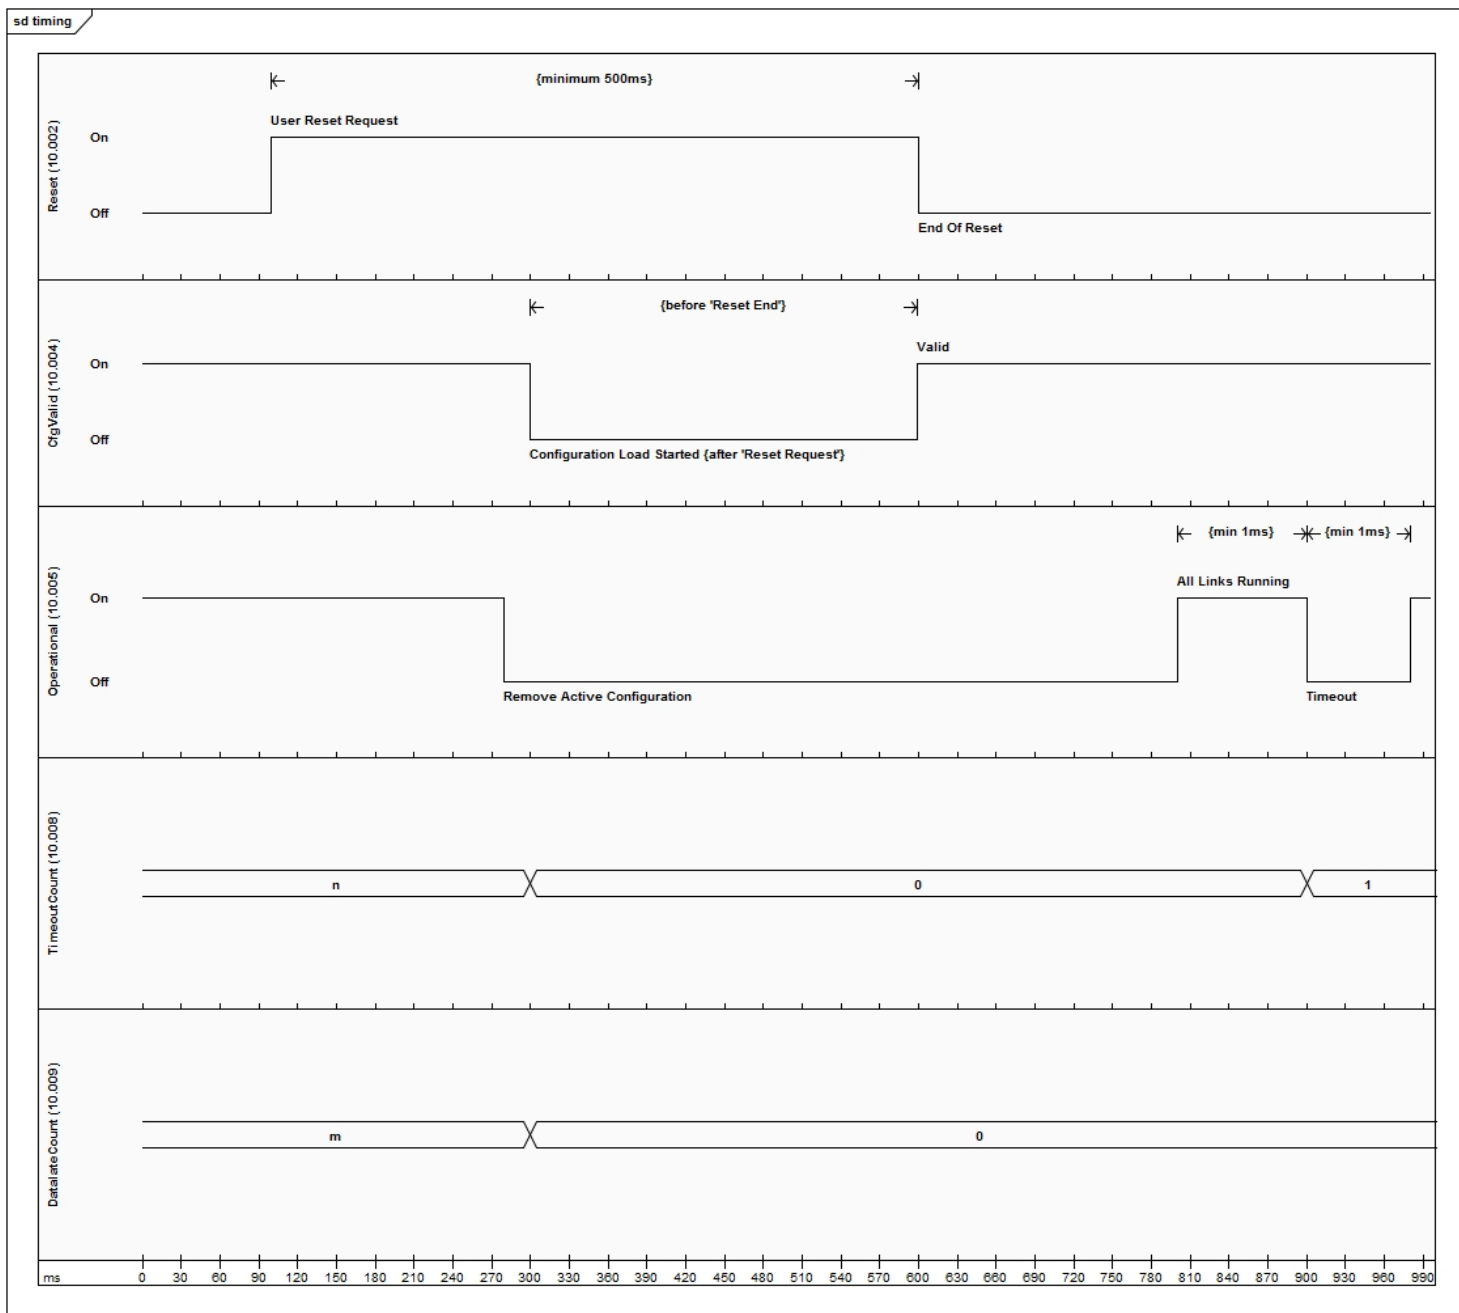 sd timing
{minimum 500ms}
User Reset Request
Reset (10.002)
On
Off
End Of Reset
{before 'Reset End'}
Valid
CfgValid (10.004)
On
Off
Configuration Load Started {after 'Reset Request'}
{min 1ms} {min 1ms}
All Links Running
Operational (10.005)
On
Off
Remove Active Configuration
Timeout
TimeoutCount (10.008)
n 0 1
DatalateCount (10.009)
m 0
ms 0 30 60 90 120 150 180 210 240 270 300 330 360 390 420 450 480 510 540 570 600 630 660 690 720 750 780 810 840 870 900 930 960 990